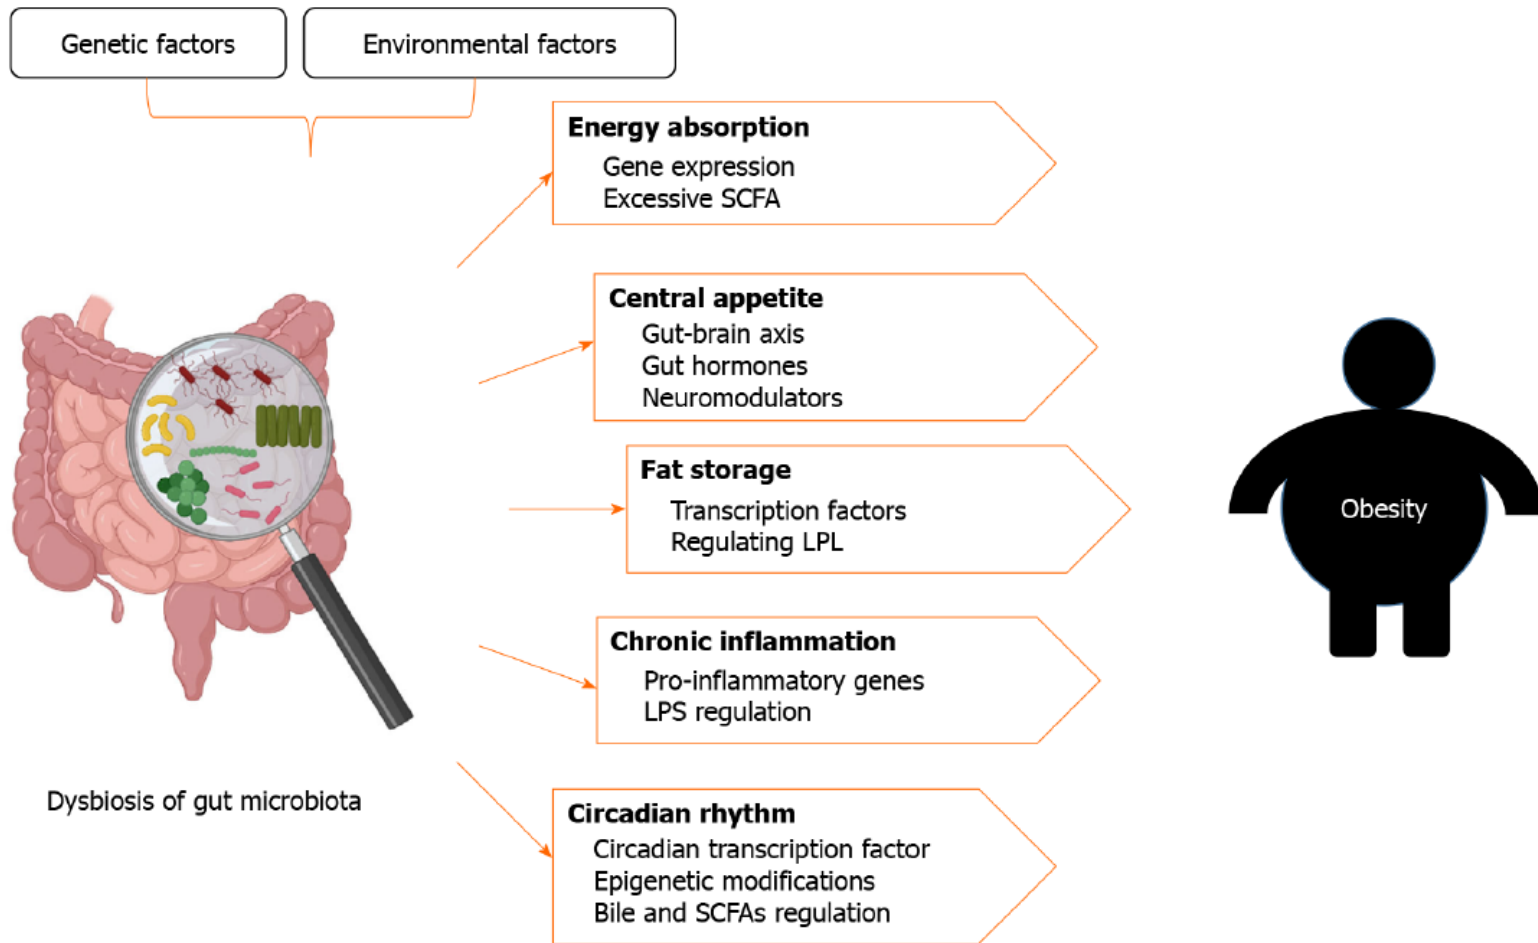 Genetic factors
Environmental factors
Energy absorption
Gene expression
Excessive SCFA
Central appetite
Gut-brain axis
Gut hormones
Neuromodulators
Fat storage
Transcription factors
Regulating LPL
Obesity
Chronic inflammation
Pro-inflammatory genes
LPS regulation
Dysbiosis of gut microbiota
Circadian rhythm
Circadian transcription factor
Epigenetic modifications
Bile and SCFAs regulation